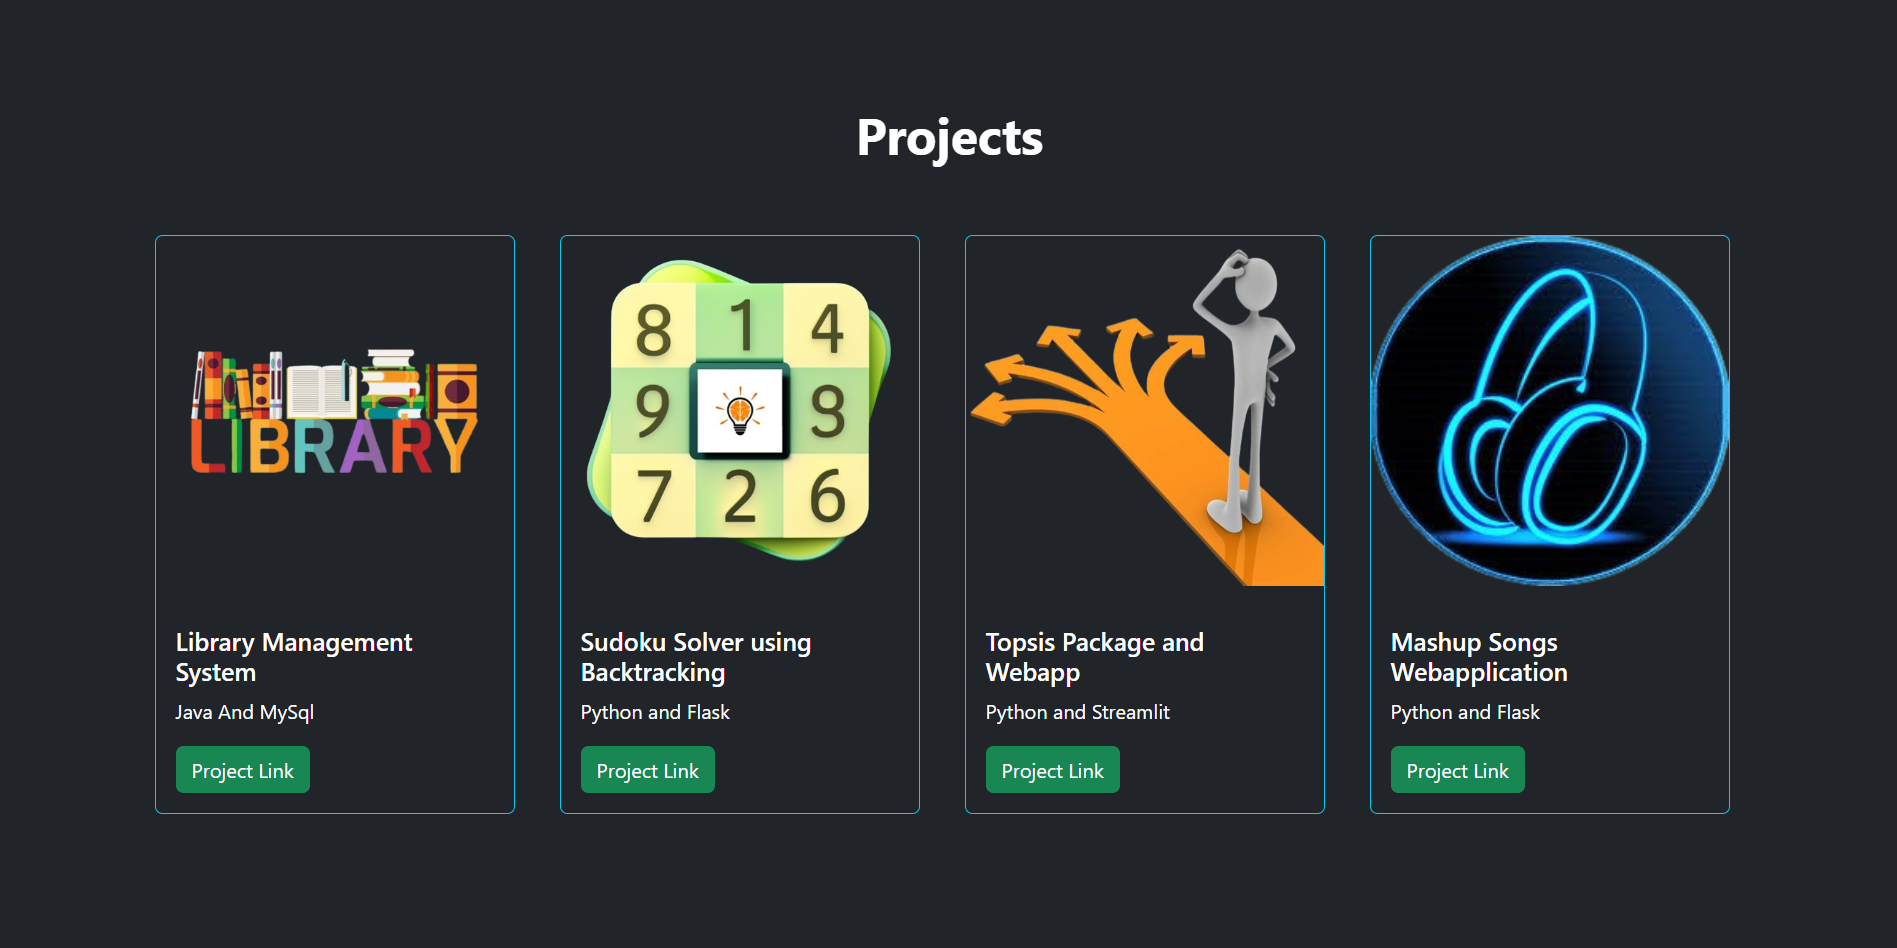 Projects
LIBRARY
8 1 4
9 3
7 2 6
Library Management
System
Java And MySql
Project Link
Sudoku Solver using
Backtracking
Python and Flask
Project Link
Topsis Package and
Webapp
Python and Streamlit
Project Link
Mashup Songs
Webapplication
Python and Flask
Project Link